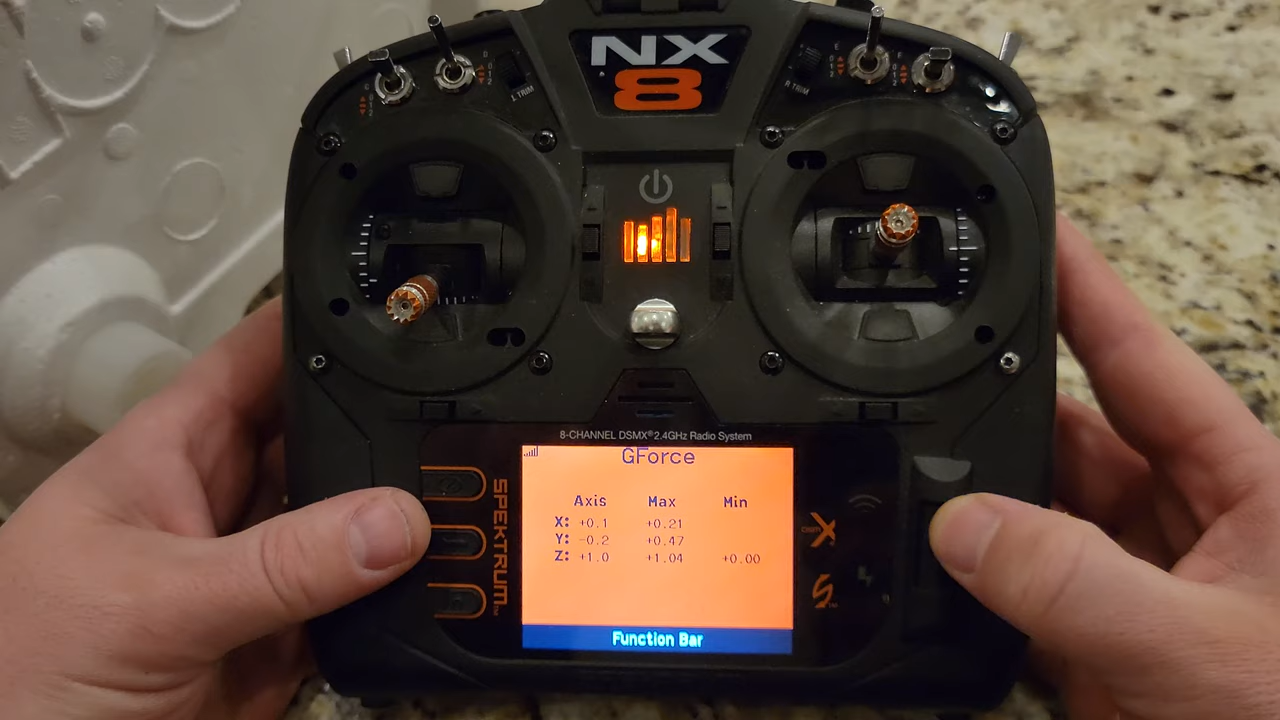 NX
8
L.TRIM
R.TRIM
8-CHANNEL DSMX® 2.4GHz Radio System
GForce
Axis Max Min
X: +0.1 +0.21
Y: -0.2 +0.47
Z: +1.0 +1.04 +0.00
Function Bar
SPEKTRUM™